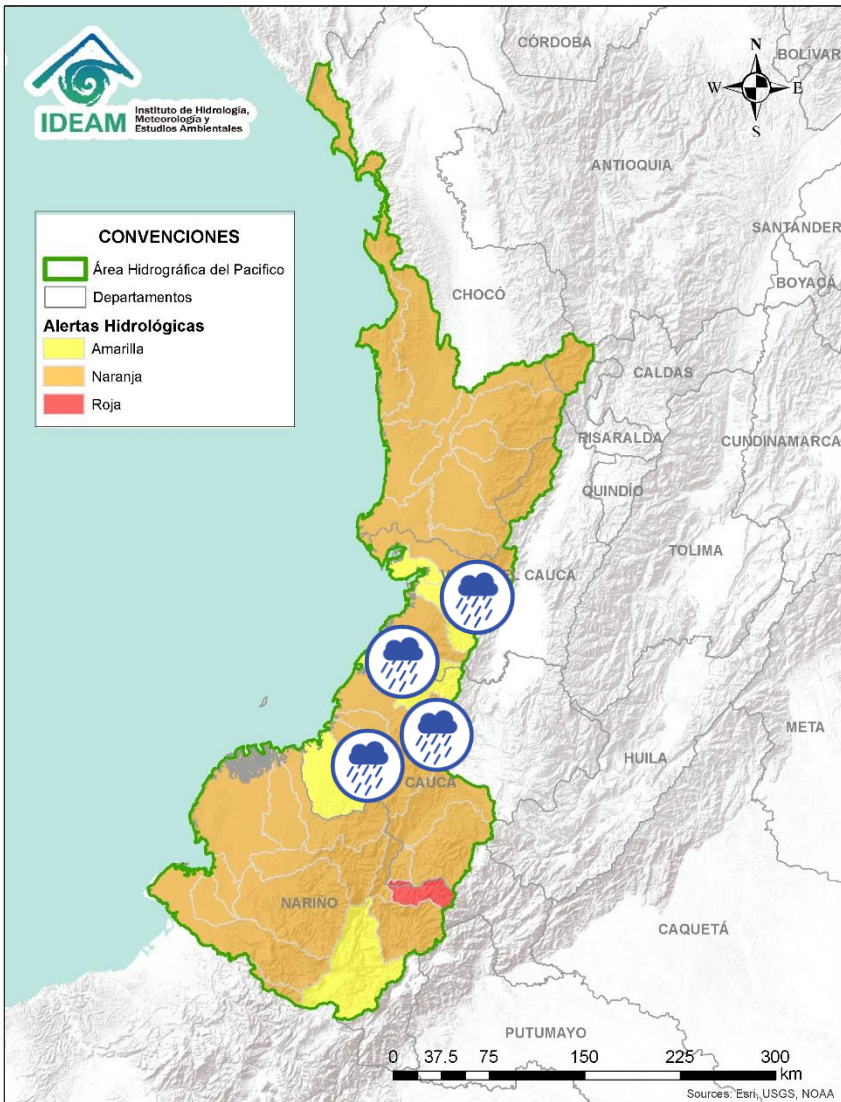 CÓRDOBA
BOLÍVAR
N
W
E
S
IDEAM
Instituto de Hidrología,
Meteorología y
Estudios Ambientales
ANTIOQUIA
SANTANDER
CONVENCIONES
Área Hidrográfica del Pacifico
Departamentos
Alertas Hidrológicas
Amarilla
Naranja
Roja
BOYACÁ
CHOCÓ
CALDAS
RISARALDA
CUNDINAMARCA
QUINDÍO
TOLIMA
EL CAUCA
META
HUILA
CAUCA
NARIÑO
CAQUETÁ
PUTUMAYO
0 37.5 75 150 225 300
km
Sources: Esri, USGS, NOAA